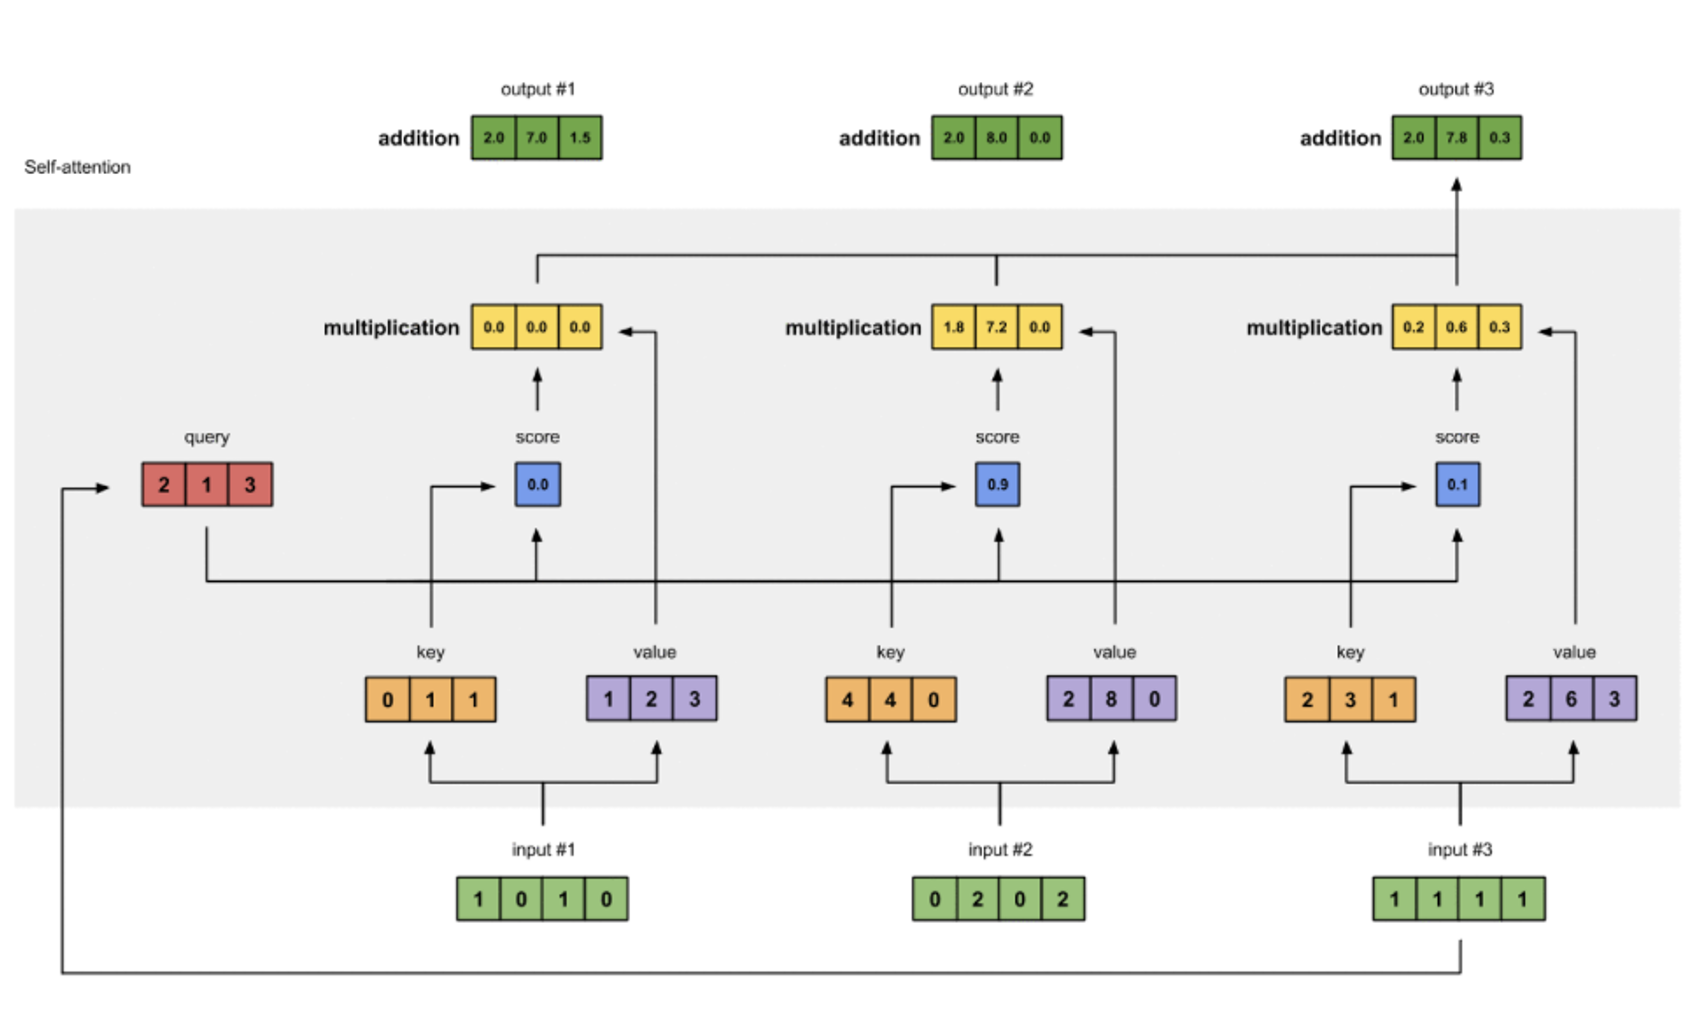 output #1 output #2 output #3
addition 2.0 7.0 1.5 addition 2.0 8.0 0.0 addition 2.0 7.8 0.3
Self-attention
multiplication 0.0 0.0 0.0 multiplication 1.8 7.2 0.0 multiplication 0.2 0.6 0.3
query score score score
2 1 3 0.0 0.9 0.1
key value key value key value
0 1 1 1 2 3 4 4 0 2 8 0 2 3 1 2 6 3
input #1 input #2 input #3
1 0 1 0 0 2 0 2 1 1 1 1